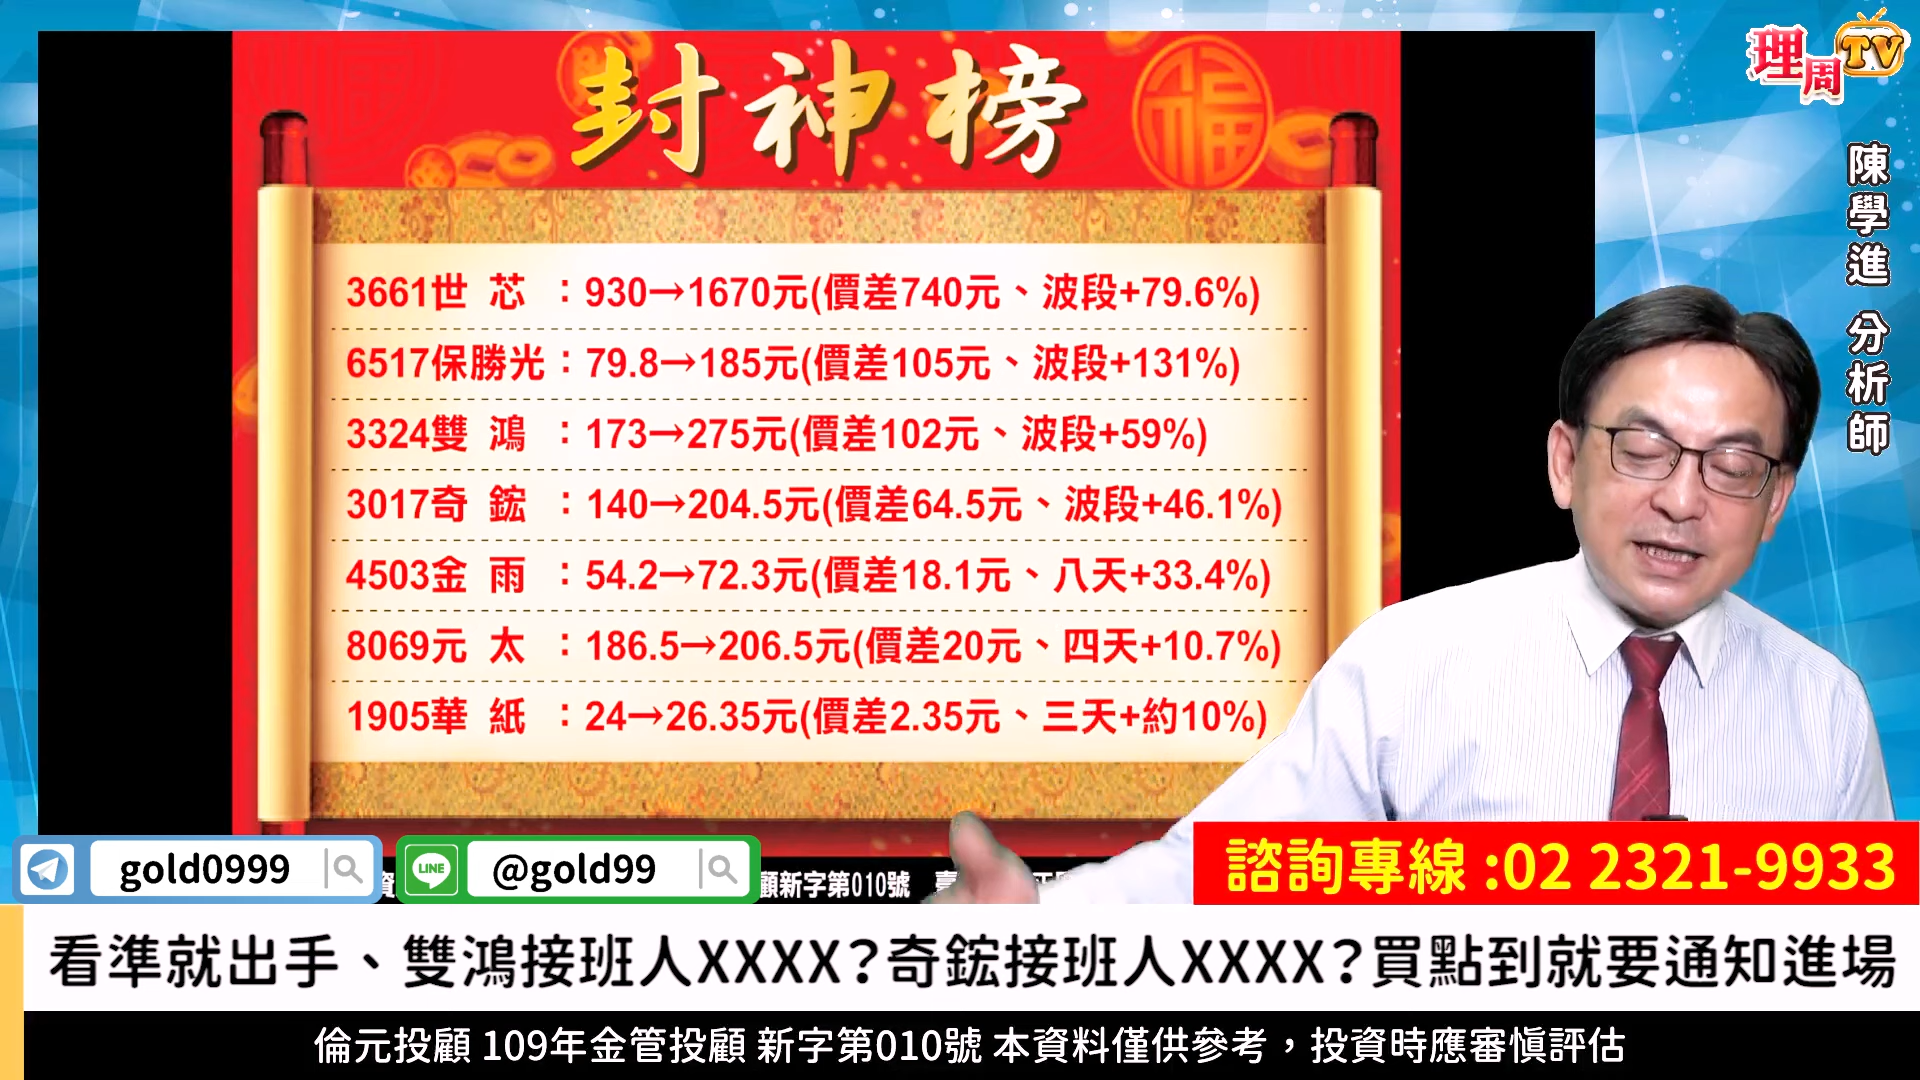 封神榜
理周TV
陳學進 分析師
3661世芯：930→1670元(價差740元、波段+79.6%)
6517保勝光：79.8→185元(價差105元、波段+131%)
3324雙鴻：173→275元(價差102元、波段+59%)
3017奇鋐：140→204.5元(價差64.5元、波段+46.1%)
4503金雨：54.2→72.3元(價差18.1元、八天+33.4%)
8069元太：186.5→206.5元(價差20元、四天+10.7%)
1905華紙：24→26.35元(價差2.35元、三天+約10%)
福
gold0999
LINE
@gold99
顧新字第010號
諮詢專線 :02 2321-9933
看準就出手、雙鴻接班人XXXX？奇鋐接班人XXXX？買點到就要通知進場
倫元投顧 109年金管投顧 新字第010號 本資料僅供參考，投資時應審慎評估